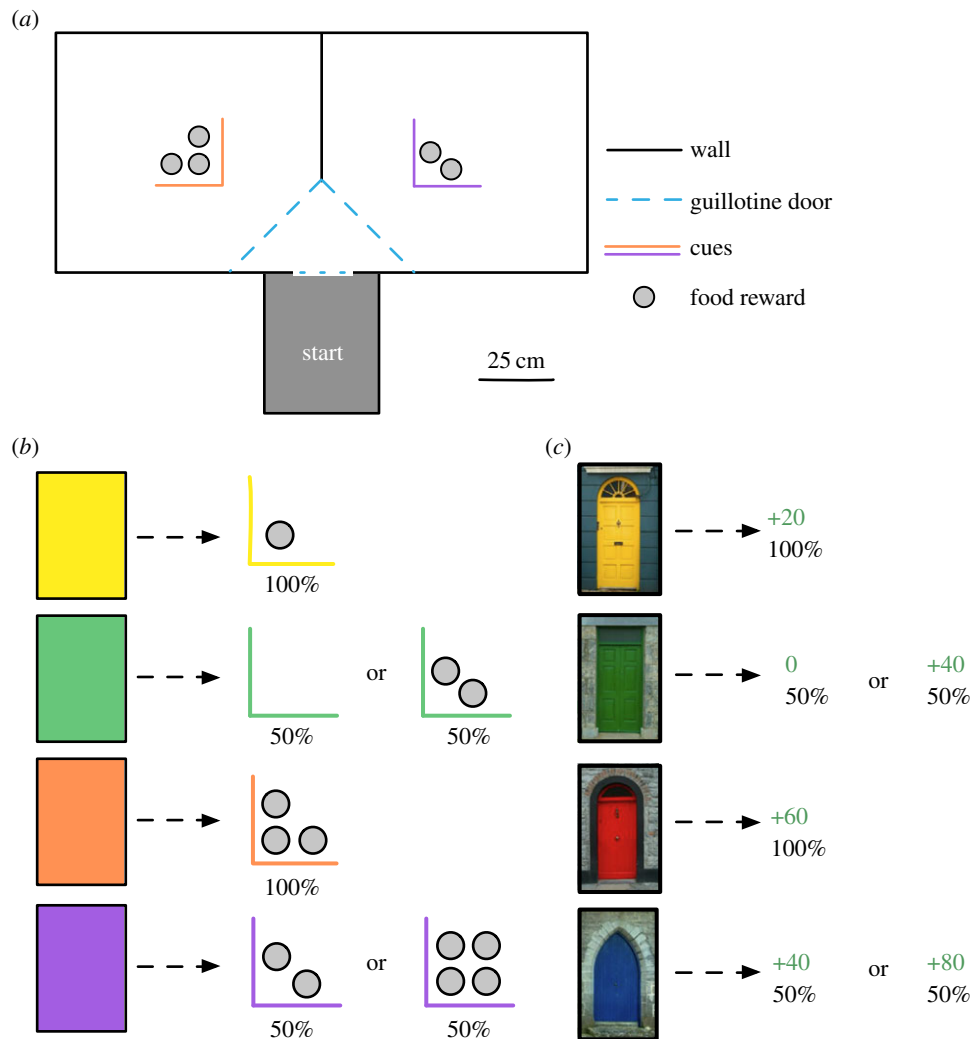 (a)
wall
guillotine door
cues
food reward
start
25 cm
(b)
100%
or
50% 50%
100%
or
50% 50%
(c)
+20
100%
0 or +40
50% 50%
+60
100%
+40 or +80
50% 50%